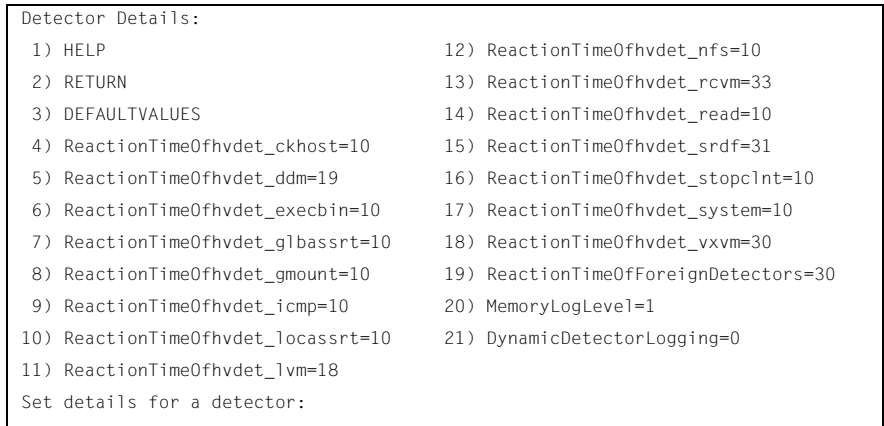 Detector Details:
1) HELP 12) ReactionTimeOfhvdet_nfs=10
2) RETURN 13) ReactionTimeOfhvdet_rcvm=33
3) DEFAULTVALUES 14) ReactionTimeOfhvdet_read=10
4) ReactionTimeOfhvdet_ckhost=10 15) ReactionTimeOfhvdet_srdf=31
5) ReactionTimeOfhvdet_ddm=19 16) ReactionTimeOfhvdet_stopclnt=10
6) ReactionTimeOfhvdet_execbin=10 17) ReactionTimeOfhvdet_system=10
7) ReactionTimeOfhvdet_glbassrt=10 18) ReactionTimeOfhvdet_vxvm=30
8) ReactionTimeOfhvdet_gmount=10 19) ReactionTimeOfForeignDetectors=30
9) ReactionTimeOfhvdet_icmp=10 20) MemoryLogLevel=1
10) ReactionTimeOfhvdet_locassrt=10 21) DynamicDetectorLogging=0
11) ReactionTimeOfhvdet_lvm=18
Set details for a detector: